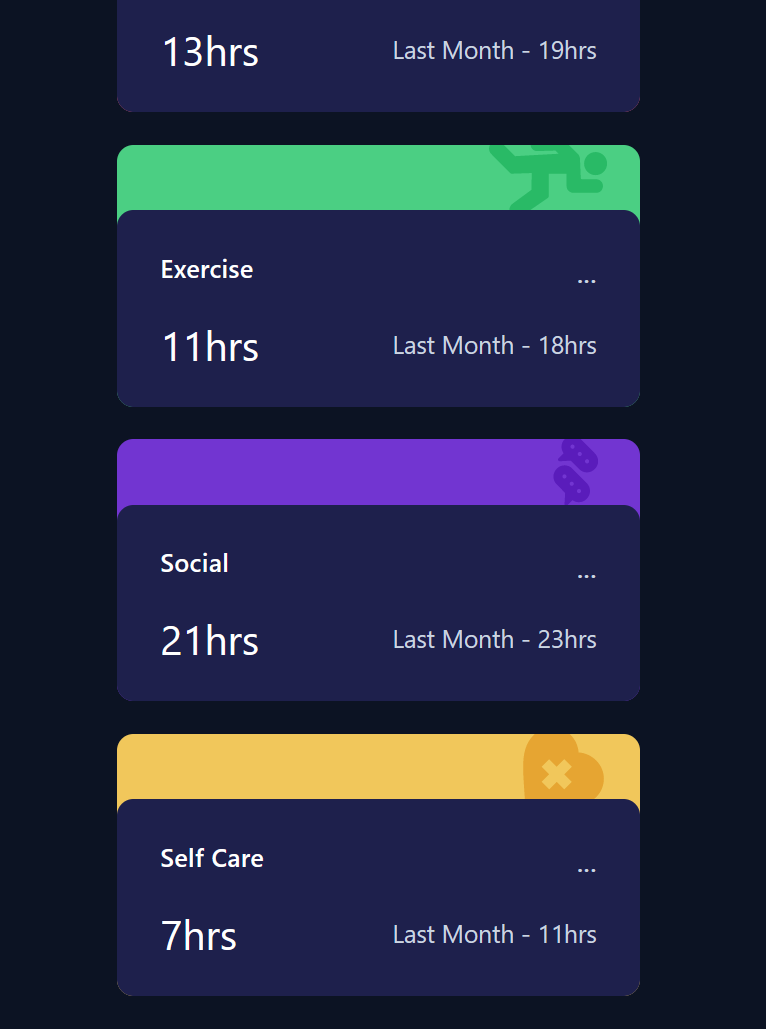 13hrs Last Month - 19hrs
Exercise ...
11hrs Last Month - 18hrs
Social ...
21hrs Last Month - 23hrs
Self Care ...
7hrs Last Month - 11hrs